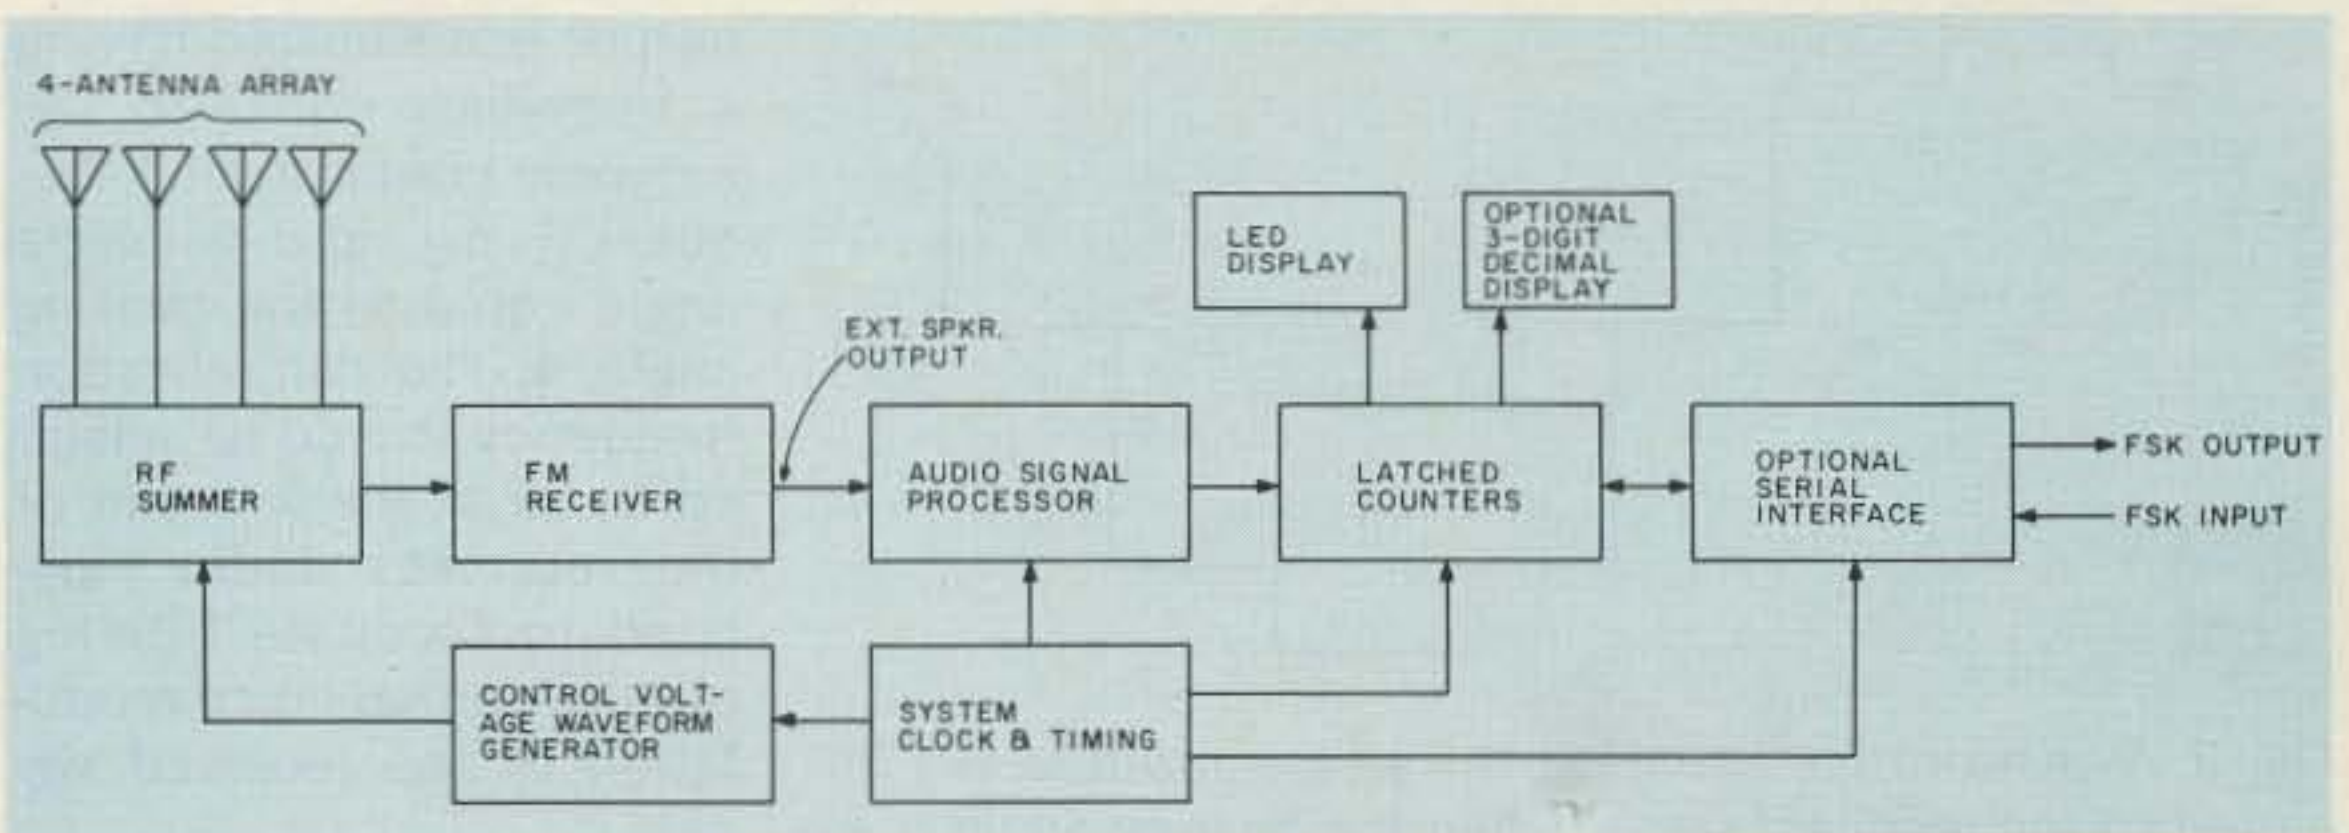 4-ANTENNA ARRAY
LED
DISPLAY
OPTIONAL
3-DIGIT
DECIMAL
DISPLAY
EXT. SPKR.
OUTPUT
RF
SUMMER
FM
RECEIVER
AUDIO SIGNAL
PROCESSOR
LATCHED
COUNTERS
OPTIONAL
SERIAL
INTERFACE
FSK OUTPUT
FSK INPUT
CONTROL VOLT-
AGE WAVEFORM
GENERATOR
SYSTEM
CLOCK & TIMING